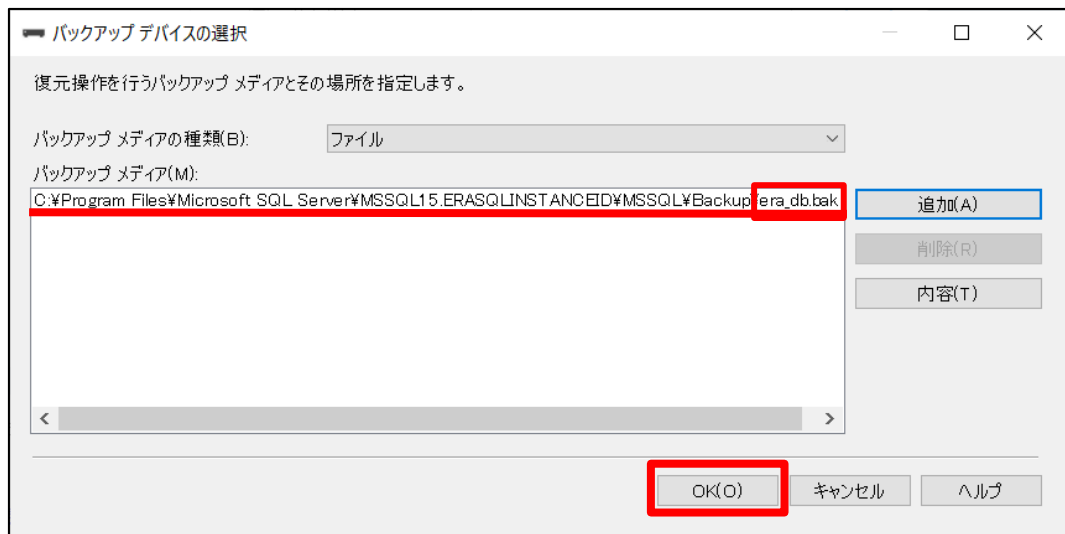 バックアップ デバイスの選択
復元操作を行うバックアップ メディアとその場所を指定します。
バックアップ メディアの種類(B):
ファイル
バックアップ メディア(M):
C:¥Program Files¥Microsoft SQL Server¥MSSQL15.ERASQLINSTANCEID¥MSSQL¥Backup¥era_db.bak
追加(A)
削除(R)
内容(T)
OK(O)
キャンセル
ヘルプ